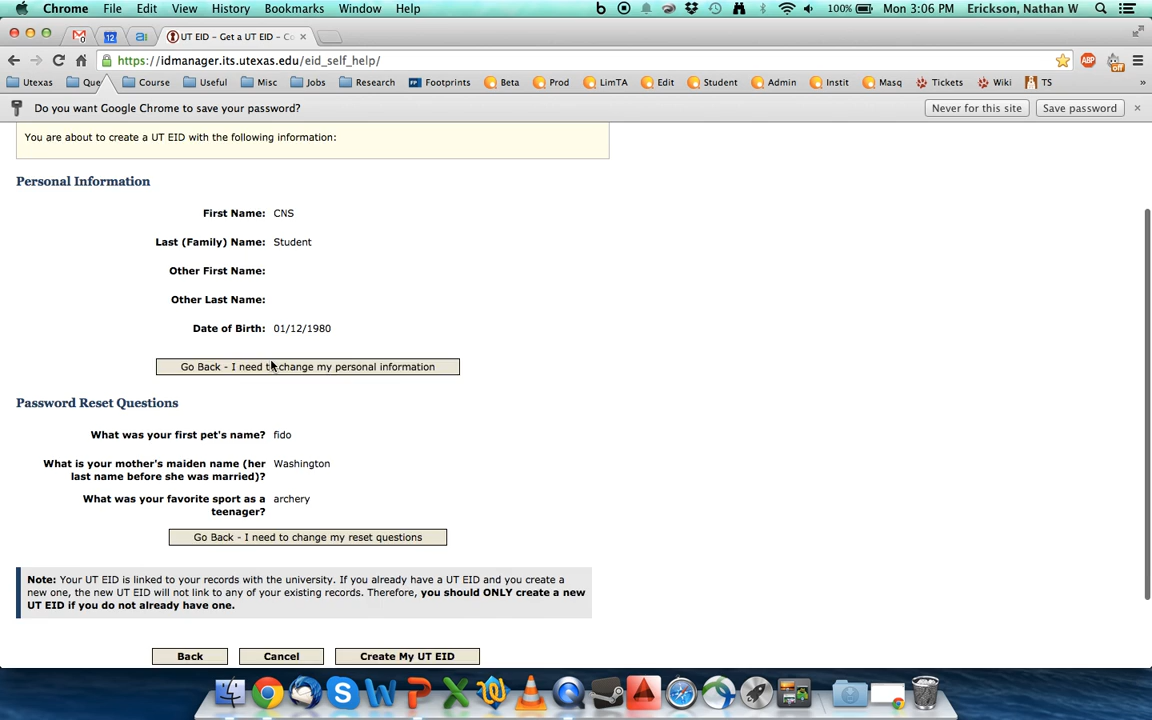 Chrome File Edit View History Bookmarks Window Help 100% Mon 3:06 PM Erickson, Nathan W
UT EID – Get a UT EID – Co
https://idmanager.its.utexas.edu/eid_self_help/
Utexas Que Course Useful Misc Jobs Research Footprints Beta Prod LimTA Edit Student Admin Instit Masq Tickets Wiki TS »
Do you want Google Chrome to save your password? Never for this site Save password
You are about to create a UT EID with the following information:
Personal Information
First Name: CNS
Last (Family) Name: Student
Other First Name:
Other Last Name:
Date of Birth: 01/12/1980
Go Back - I need to change my personal information
Password Reset Questions
What was your first pet's name? fido
What is your mother's maiden name (her Washington
last name before she was married)?
What was your favorite sport as a archery
teenager?
Go Back - I need to change my reset questions
Note: Your UT EID is linked to your records with the university. If you already have a UT EID and you create a
new one, the new UT EID will not link to any of your existing records. Therefore, you should ONLY create a new
UT EID if you do not already have one.
Back Cancel Create My UT EID